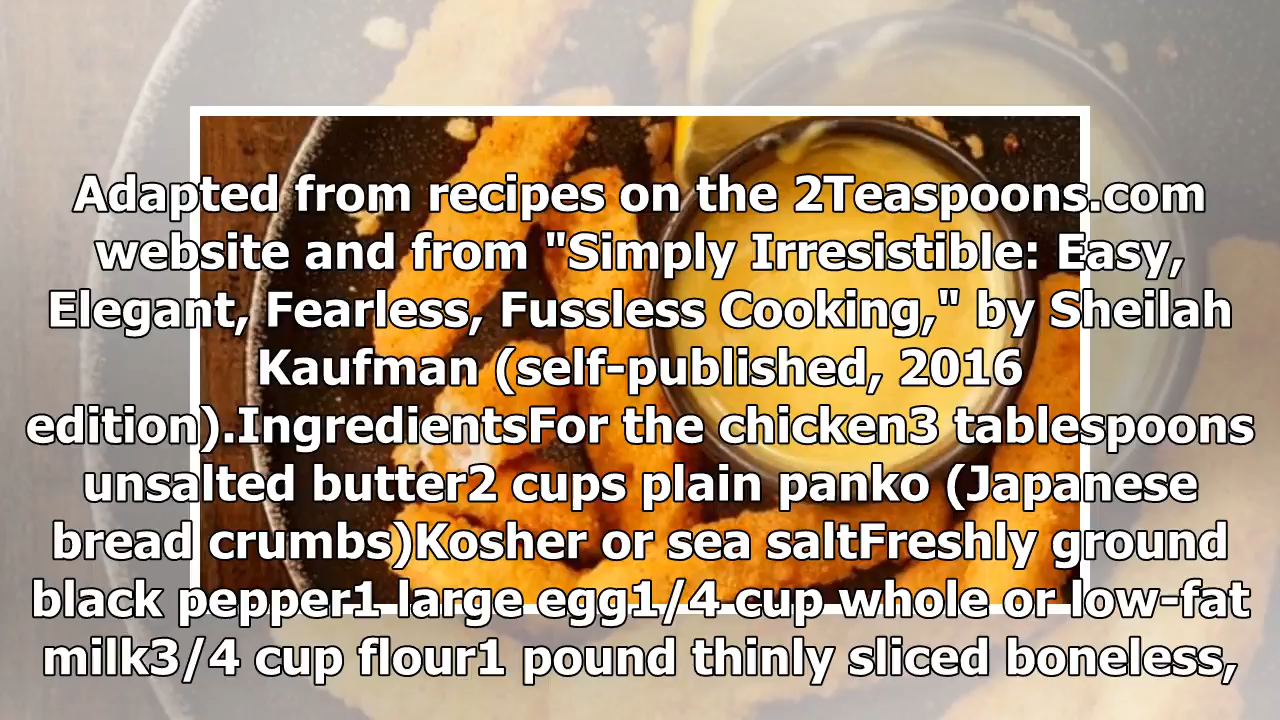 Adapted from recipes on the 2Teaspoons.com
website and from "Simply Irresistible: Easy,
Elegant, Fearless, Fussless Cooking," by Sheilah
Kaufman (self-published, 2016
edition).IngredientsFor the chicken3 tablespoons
unsalted butter2 cups plain panko (Japanese
bread crumbs)Kosher or sea saltFreshly ground
black pepper1 large egg1/4 cup whole or low-fat
milk3/4 cup flour1 pound thinly sliced boneless,